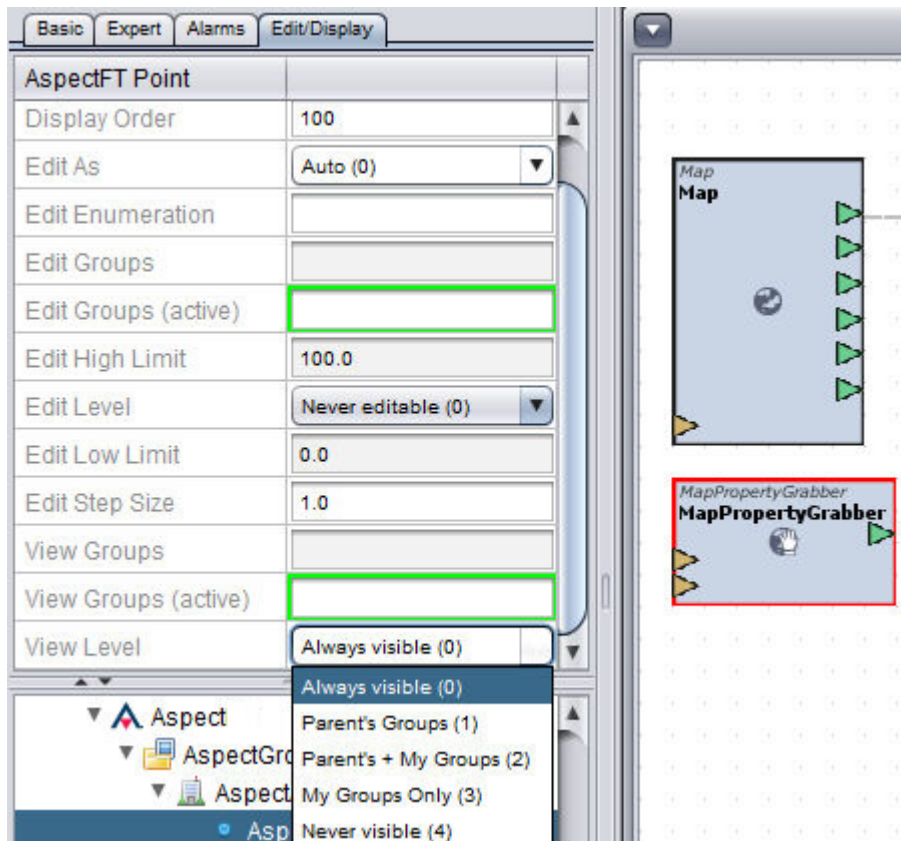 Basic Expert Alarms Edit/Display
AspectFT Point
Display Order 100
Edit As Auto (0)
Edit Enumeration
Edit Groups
Edit Groups (active)
Edit High Limit 100.0
Edit Level Never editable (0)
Edit Low Limit 0.0
Edit Step Size 1.0
View Groups
View Groups (active)
View Level Always visible (0)
Always visible (0)
Parent's Groups (1)
Parent's + My Groups (2)
My Groups Only (3)
Never visible (4)
Aspect
AspectGro
Aspect
Asp
Map
Map
MapPropertyGrabber
MapPropertyGrabber